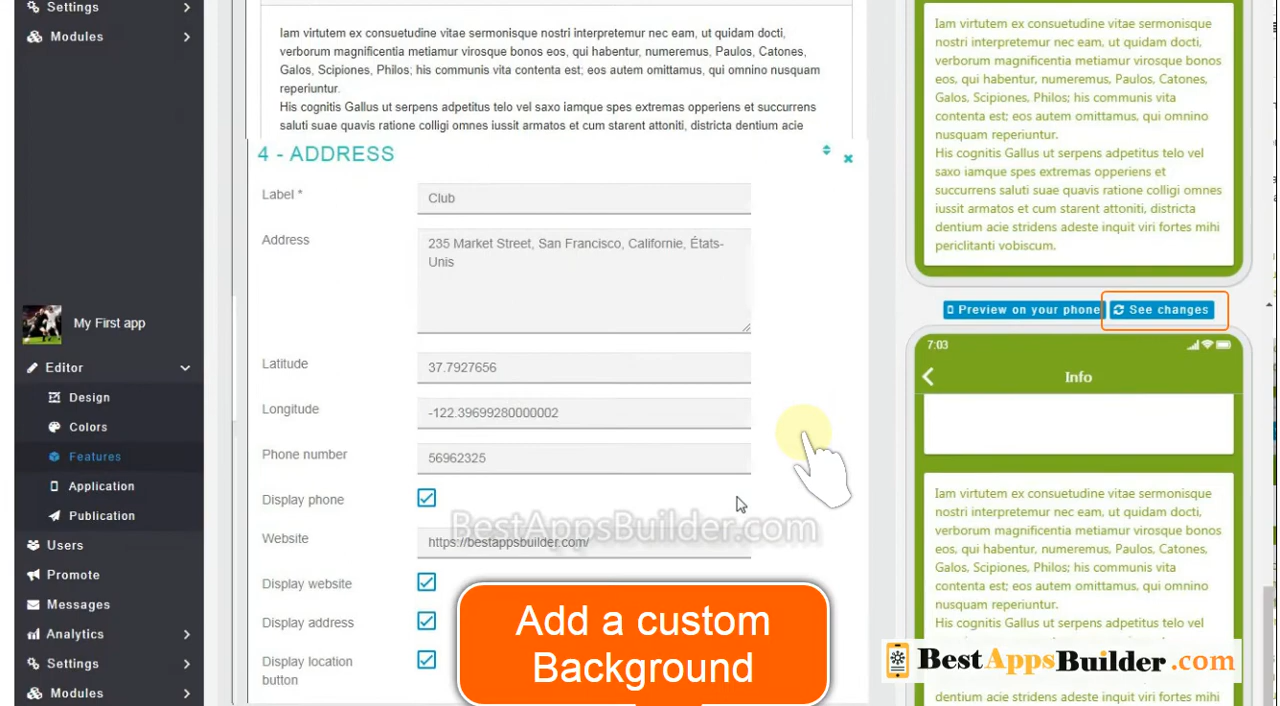 Settings
Modules
My First app
Editor
Design
Colors
Features
Application
Publication
Users
Promote
Messages
Analytics
Settings
Modules
Iam virtutem ex consuetudine vitae sermonisque nostri interpretemur nec eam, ut quidam docti,
verborum magnificentia metiamur virosque bonos eos, qui habentur, numeremus, Paulos, Catones,
Galos, Scipiones, Philos; his communis vita contenta est; eos autem omittamus, qui omnino nusquam
reperiuntur.
His cognitis Gallus ut serpens adpetitus telo vel saxo iamque spes extremas opperiens et succurrens
saluti suae quavis ratione colligi omnes iussit armatos et cum starent attoniti, districta dentium acie
4 - ADDRESS
Label *
Club
Address
235 Market Street, San Francisco, Californie, États-
Unis
Latitude
37.7927656
Longitude
-122.39699280000002
Phone number
56962325
Display phone
BestAppsBuilder.com
Website
https://bestappsbuilder.com/
Display website
Display address
Display location
button
Add a custom
Background
Iam virtutem ex consuetudine vitae sermonisque
nostri interpretemur nec eam, ut quidam docti,
verborum magnificentia metiamur virosque bonos
eos, qui habentur, numeremus, Paulos, Catones,
Galos, Scipiones, Philos; his communis vita
contenta est; eos autem omittamus, qui omnino
nusquam reperiuntur.
His cognitis Gallus ut serpens adpetitus telo vel
saxo iamque spes extremas opperiens et
succurrens saluti suae quavis ratione colligi omnes
iussit armatos et cum starent attoniti, districta
dentium acie stridens adeste inquit viri fortes mihi
periclitanti vobiscum.
Preview on your phone
See changes
7:03
Info
Iam virtutem ex consuetudine vitae sermonisque
nostri interpretemur nec eam, ut quidam docti,
verborum magnificentia metiamur virosque bonos
eos, qui habentur, numeremus, Paulos, Catones,
Galos, Scipiones, Philos; his communis vita
contenta est; eos autem omittamus, qui omnino
nusquam reperiuntur.
His cognitis Gallus ut serpens adpetitus telo vel
BestAppsBuilder.com
dentium acie stridens adeste inquit viri fortes mihi